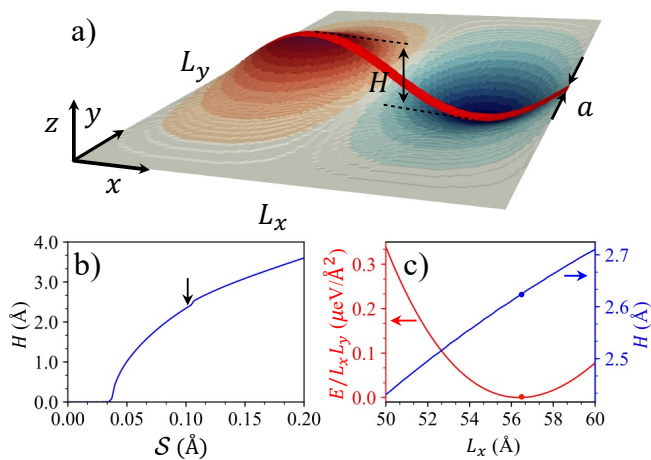 a)
L_y
H
a
z
y
x
L_x
b)
4.0
3.0
2.0
1.0
0.0
H (Å)
0.00 0.05 0.10 0.15 0.20
𝒮 (Å)
c)
0.3
0.2
0.1
0.0
E/L_xL_y (μeV/Å²)
2.7
2.6
2.5
H (Å)
50 52 54 56 58 60
L_x (Å)